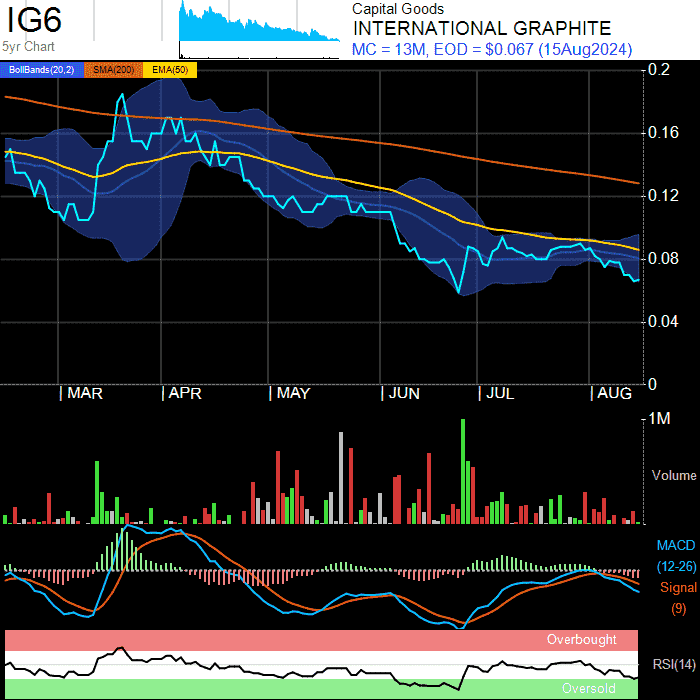 IG6
5yr Chart
Capital Goods
INTERNATIONAL GRAPHITE
MC = 13M, EOD = $0.067 (15Aug2024)
BollBands(20,2) SMA(200) EMA(50)
0.2
0.16
0.12
0.08
0.04
0
MAR APR MAY JUN JUL AUG
1M
Volume
MACD
(12-26)
Signal
(9)
Overbought
RSI(14)
Oversold